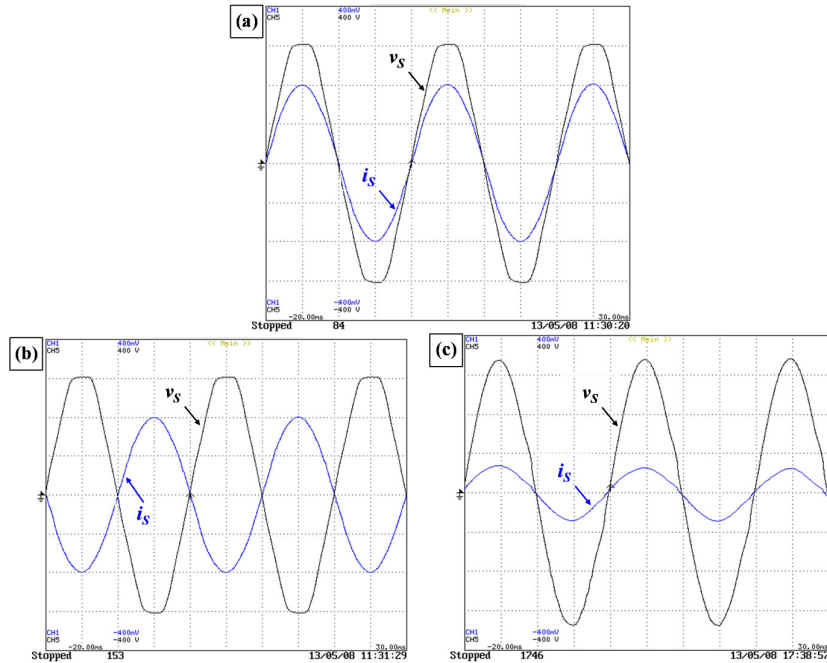 (a)
CH1 400mV << Main >>
CH5 400 V
vS
iS
CH1 -400mV
CH5 -400 V
-20.00ms 30.00ms
Stopped 84 13/05/08 11:30:20
(b)
CH1 400mV << Main >>
CH5 400 V
vS
iS
CH1 -400mV
CH5 -400 V
-20.00ms 30.00ms
Stopped 153 13/05/08 11:31:29
(c)
CH1 400mV << Main >>
CH5 400 V
vS
iS
CH1 -400mV
CH5 -400 V
-20.00ms 30.00ms
Stopped 1746 13/05/08 17:38:52